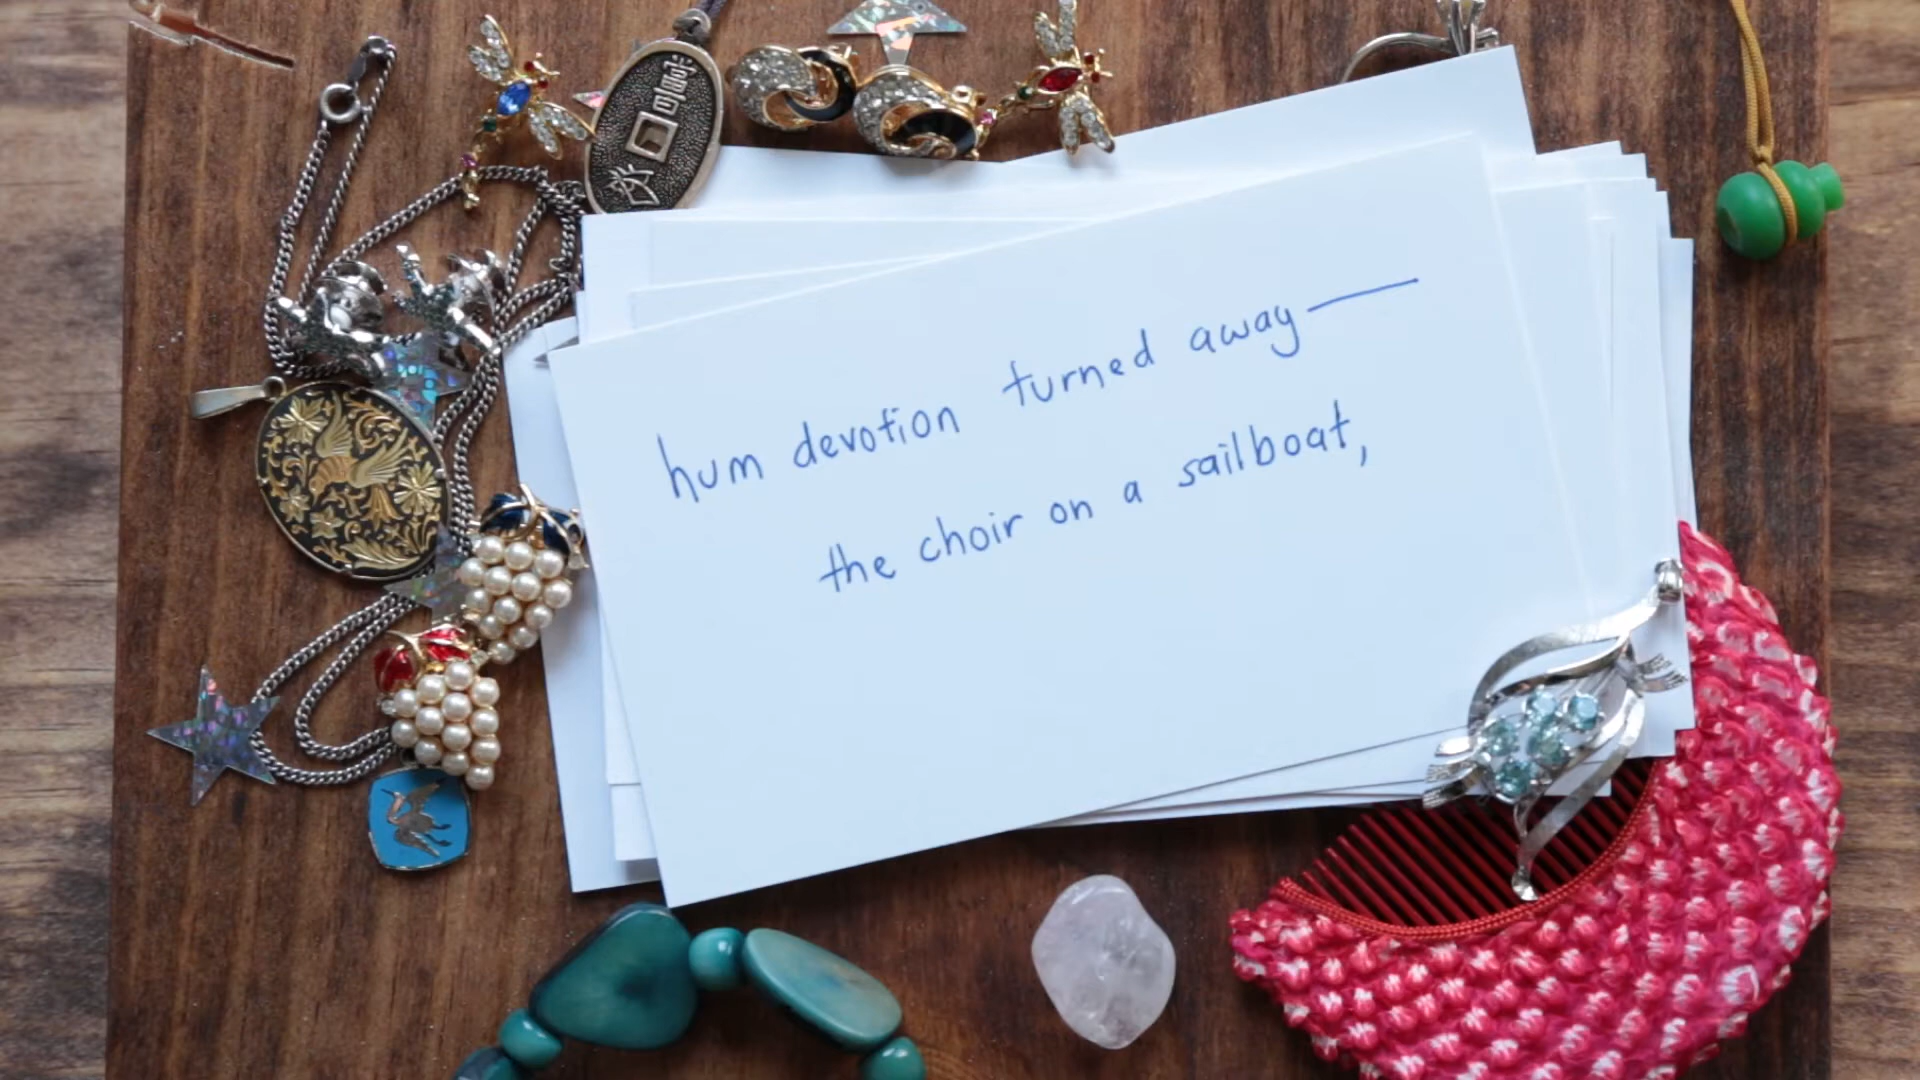 hum devotion turned away—
the choir on a sailboat,